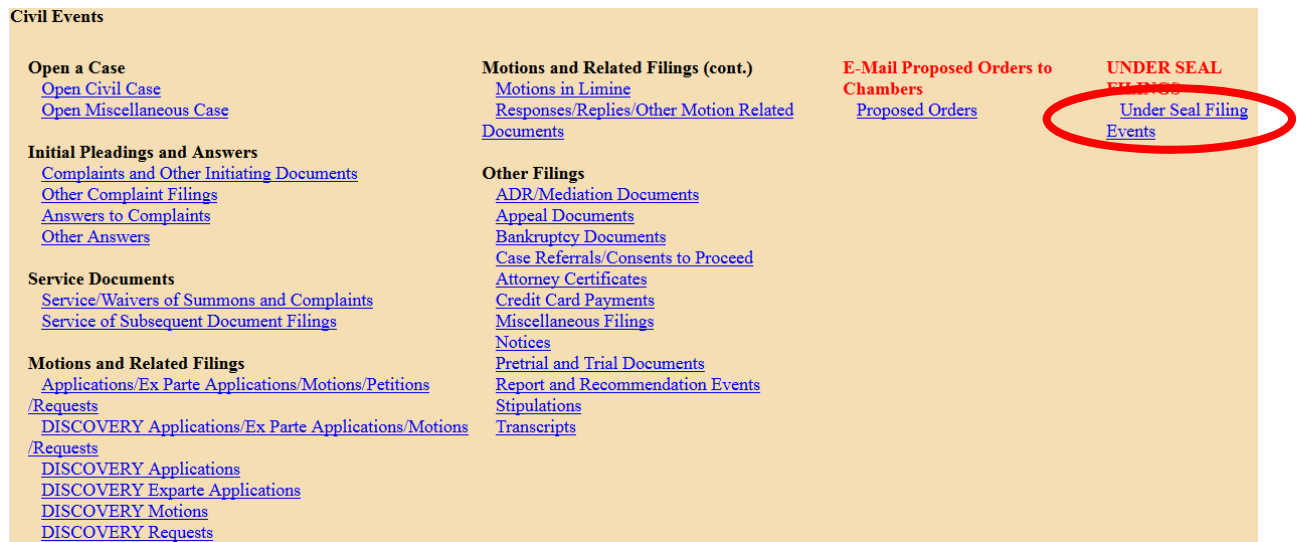 Civil Events
Open a Case
Open Civil Case
Open Miscellaneous Case
Initial Pleadings and Answers
Complaints and Other Initiating Documents
Other Complaint Filings
Answers to Complaints
Other Answers
Service Documents
Service/Waivers of Summons and Complaints
Service of Subsequent Document Filings
Motions and Related Filings
Applications/Ex Parte Applications/Motions/Petitions
/Requests
DISCOVERY Applications/Ex Parte Applications/Motions
/Requests
DISCOVERY Applications
DISCOVERY Exparte Applications
DISCOVERY Motions
DISCOVERY Requests
Motions and Related Filings (cont.)
Motions in Limine
Responses/Replies/Other Motion Related
Documents
Other Filings
ADR/Mediation Documents
Appeal Documents
Bankruptcy Documents
Case Referrals/Consents to Proceed
Attorney Certificates
Credit Card Payments
Miscellaneous Filings
Notices
Pretrial and Trial Documents
Report and Recommendation Events
Stipulations
Transcripts
E-Mail Proposed Orders to
Chambers
Proposed Orders
UNDER SEAL
FILINGS
Under Seal Filing
Events